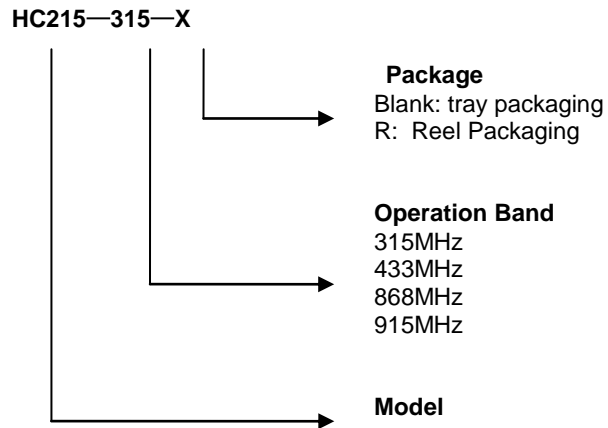 HC215—315—X
Package
Blank: tray packaging
R: Reel Packaging
Operation Band
315MHz
433MHz
868MHz
915MHz
Model